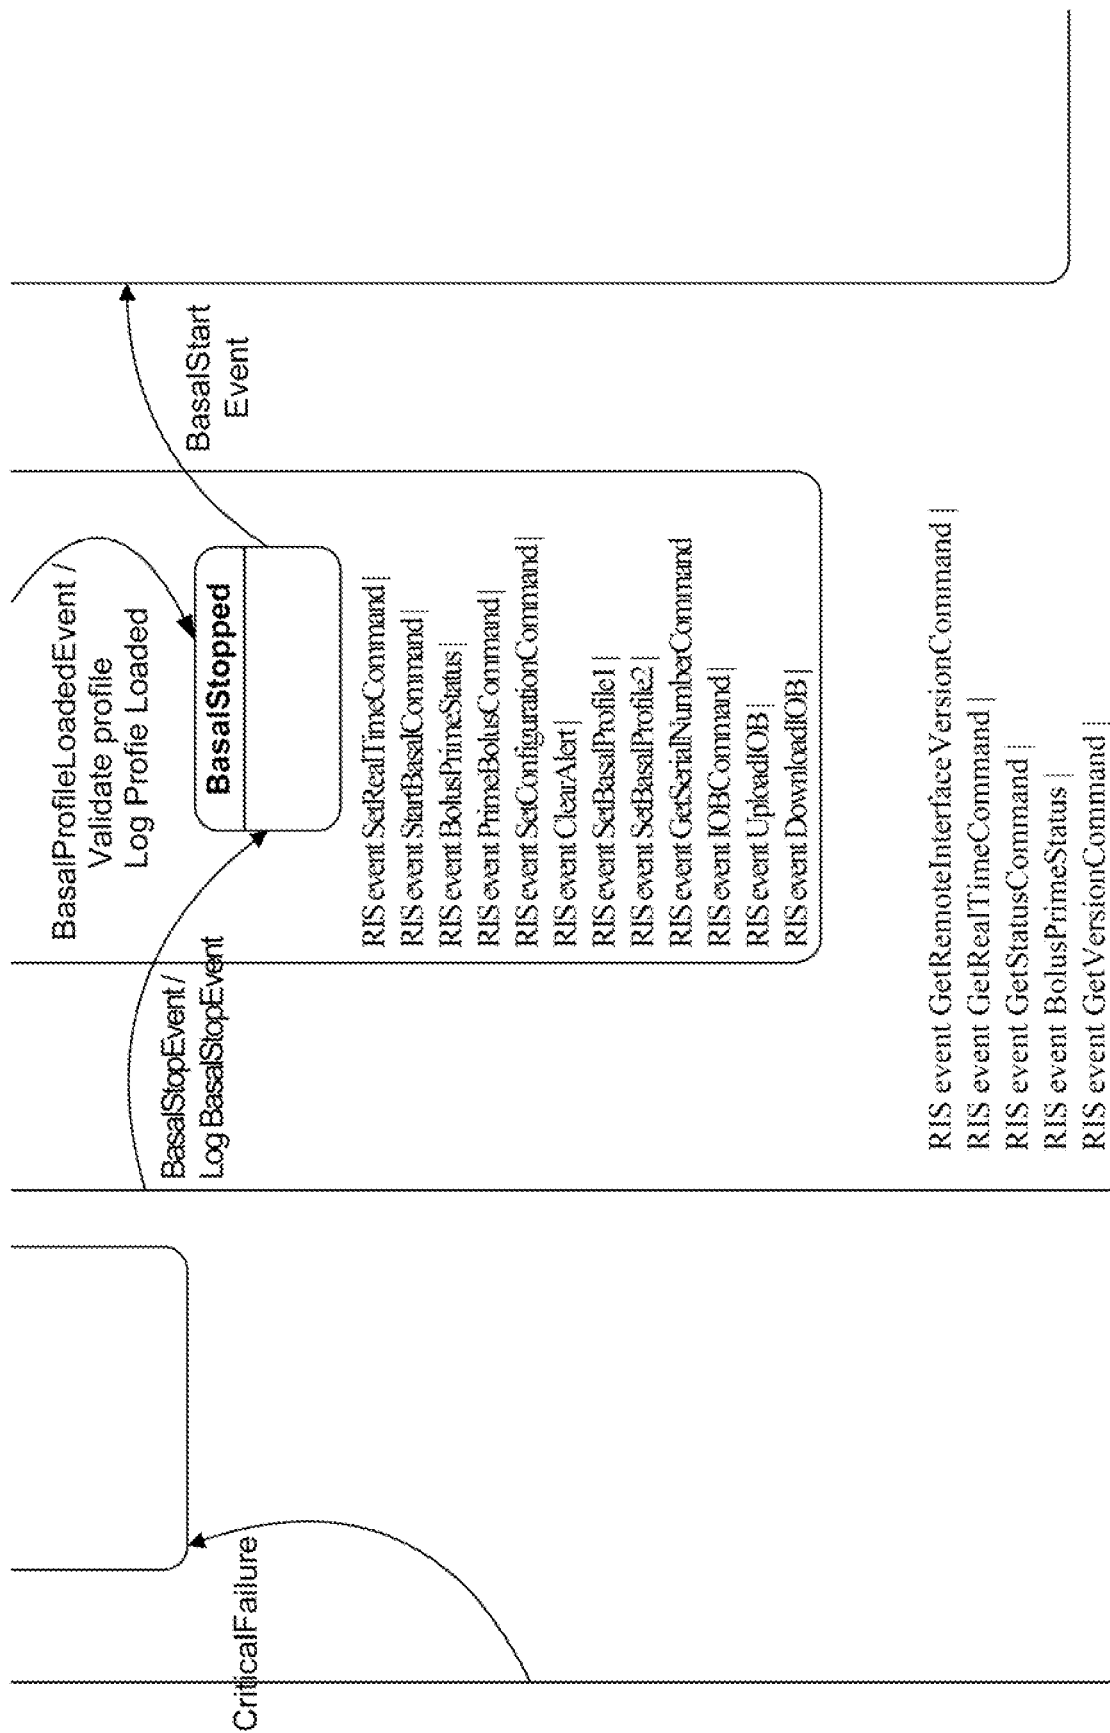 BasalProfileLoadedEvent /
Validate profile
Log Profie Loaded
BasalStart
Event
BasalStopped
BasalStopEvent /
Log BasalStopEvent
RIS event SetRealTimeCommand |
RIS event StartBasalCommand |
RIS event BolusPrimeStatus |
RIS event PrimeBolusCommand |
RIS event SetConfigurationCommand |
RIS event ClearAlert |
RIS event SetBasalProfile1 |
RIS event SetBasalProfile2 |
RIS event GetSerialNumberCommand
RIS event IOBCommand |
RIS event UploadIOB |
RIS event DownloadIOB |
RIS event GetRemoteInterfaceVersionCommand |
RIS event GetRealTimeCommand |
RIS event GetStatusCommand |
RIS event BolusPrimeStatus |
RIS event GetVersionCommand |
CriticalFailure